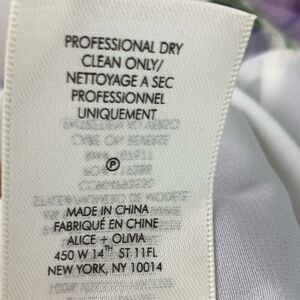 PROFESSIONAL DRY
CLEAN ONLY/
NETTOYAGE A SEC
PROFESSIONNEL
UNIQUEMENT
P
MADE IN CHINA
FABRIQUÉ EN CHINE
ALICE + OLIVIA
450 W 14TH ST 11FL
NEW YORK, NY 10014